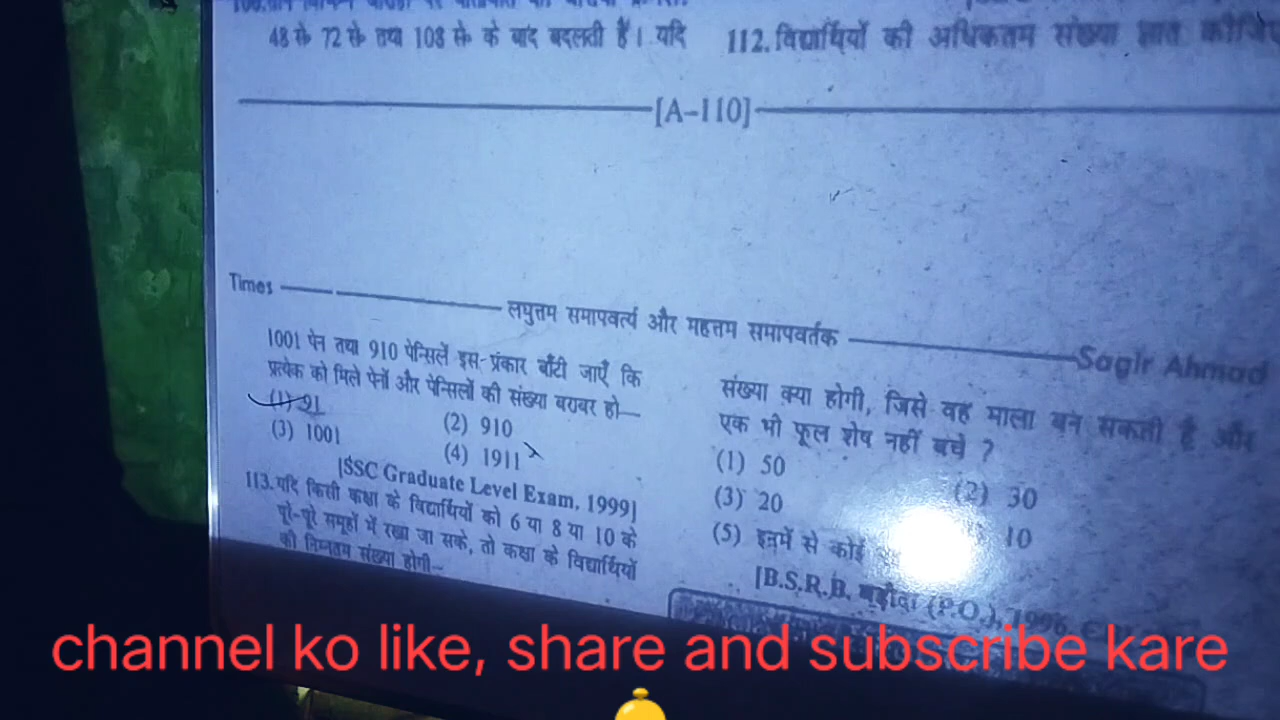 48 से॰ 72 से॰ तथा 108 से॰ के बाद बदलती हैं। यदि
112. विद्यार्थियों की अधिकतम संख्या ज्ञात कीजिए
[A-110]
Times
लघुत्तम समापवर्त्य और महत्तम समापवर्तक
Sagir Ahmad
1001 पेन तथा 910 पेन्सिलें इस प्रंकार बाँटी जाएँ कि
प्रत्येक को मिले पेनों और पेन्सिलों की संख्या बराबर हो—
(1) 91
(2) 910
(3) 1001
(4) 1911
[SSC Graduate Level Exam, 1999]
113. यदि किसी कक्षा के विद्यार्थियों को 6 या 8 या 10 के
पूरे-पूरे समूहों में रखा जा सके, तो कक्षा के विद्यार्थियों
की निम्नतम संख्या होगी—
संख्या क्या होगी, जिसे वह माला बन सकती है और
एक भी फूल शेष नहीं बचे ?
(1) 50
(2) 30
(3) 20
10
(5) इनमें से कोई
[B.S.R.B. बड़ौदा (P.O.),
channel ko like, share and subscribe kare